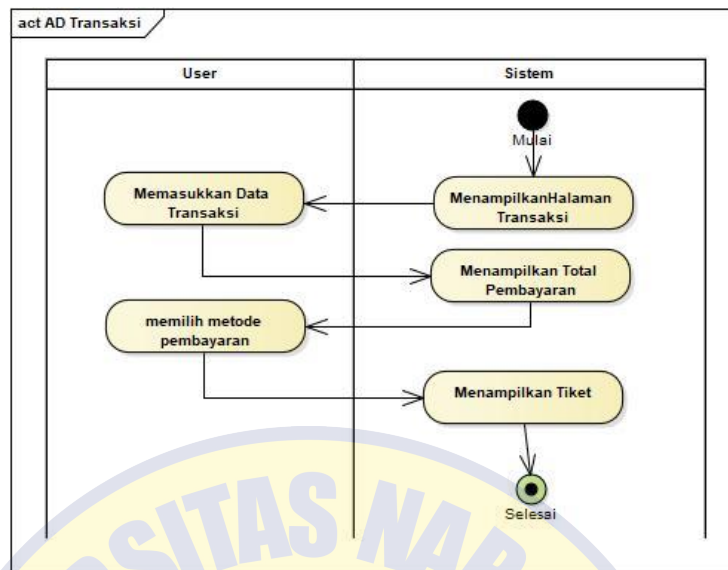 act AD Transaksi
User
Sistem
Mulai
MenampilkanHalaman
Transaksi
Memasukkan Data
Transaksi
Menampilkan Total
Pembayaran
memilih metode
pembayaran
Menampilkan Tiket
Selesai